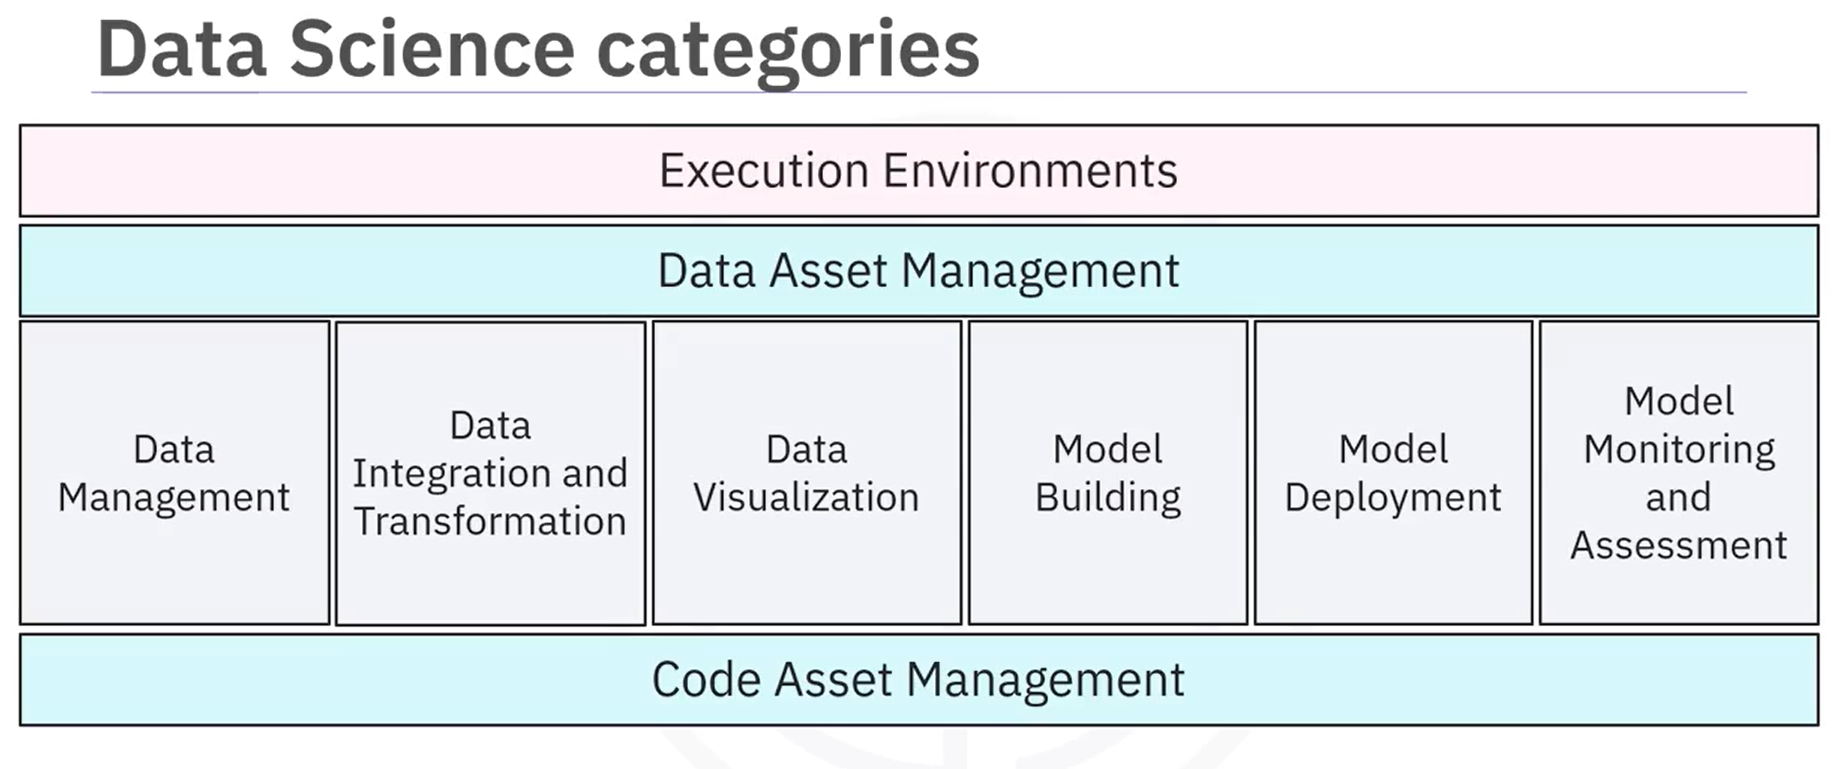 Data Science categories
Execution Environments
Data Asset Management
Data
Management
Data
Integration and
Transformation
Data
Visualization
Model
Building
Model
Deployment
Model
Monitoring
and
Assessment
Code Asset Management